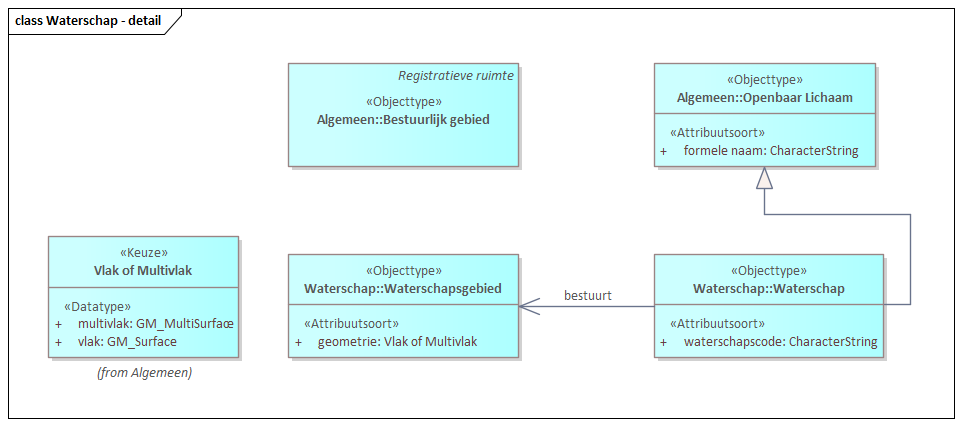 class Waterschap - detail
Registratieve ruimte
«Objecttype»
Algemeen::Bestuurlijk gebied
«Objecttype»
Algemeen::Openbaar Lichaam
«Attribuutsoort»
+ formele naam: CharacterString
«Keuze»
Vlak of Multivlak
«Datatype»
+ multivlak: GM_MultiSurface
+ vlak: GM_Surface
(from Algemeen)
«Objecttype»
Waterschap::Waterschapsgebied
«Attribuutsoort»
+ geometrie: Vlak of Multivlak
bestuurt
«Objecttype»
Waterschap::Waterschap
«Attribuutsoort»
+ waterschapscode: CharacterString